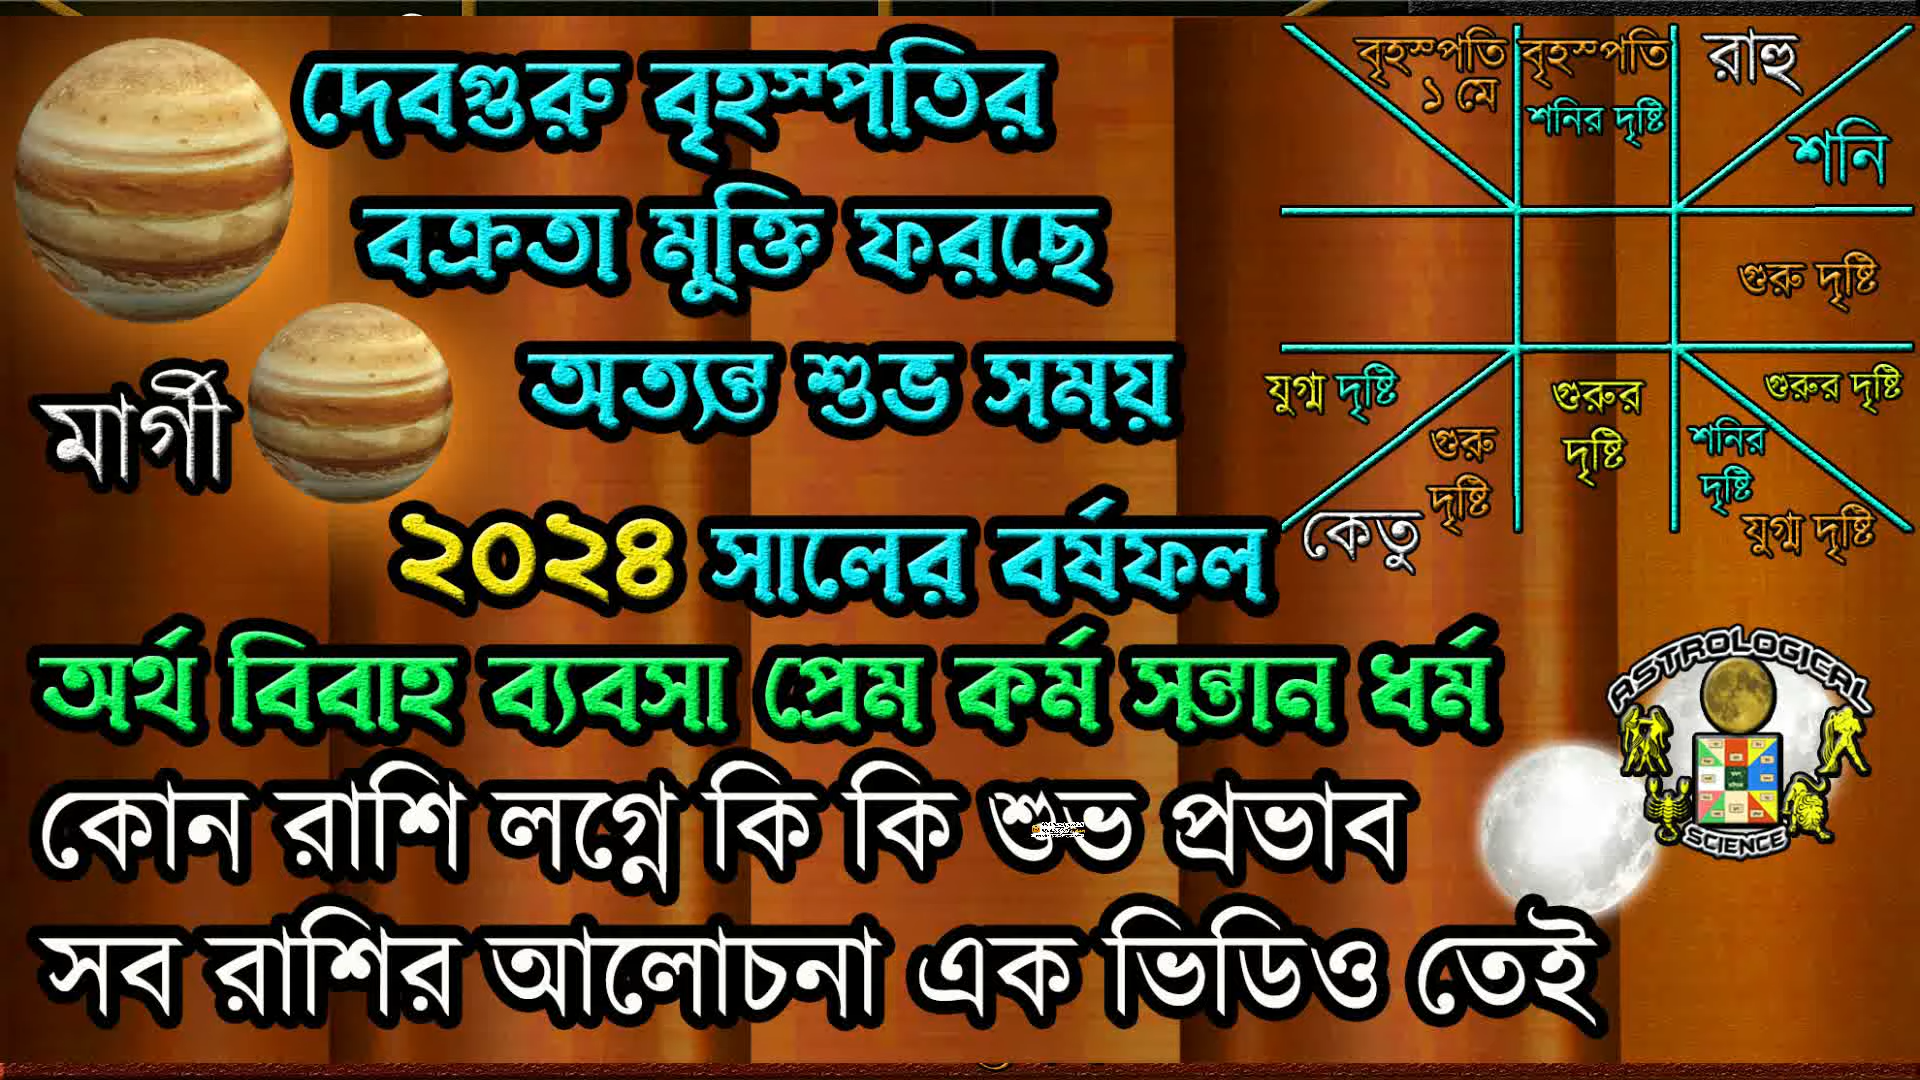 দেবগুরু বৃহস্পতির
বক্রতা মুক্তি ফরছে
অত্যন্ত শুভ সময়
মার্গী
২০২৪ সালের বর্ষফল
অর্থ বিবাহ ব্যবসা প্রেম কর্ম সন্তান ধর্ম
কোন রাশি লগ্নে কি কি শুভ প্রভাব
সব রাশির আলোচনা এক ভিডিও তেই
বৃহস্পতি
১ মে
বৃহস্পতি
শনির দৃষ্টি
রাহু
শনি
গুরু দৃষ্টি
যুগ্ম দৃষ্টি
গুরু
দৃষ্টি
কেতু
গুরুর
দৃষ্টি
গুরুর দৃষ্টি
শনির
দৃষ্টি
যুগ্ম দৃষ্টি
ASTROLOGICAL
SCIENCE